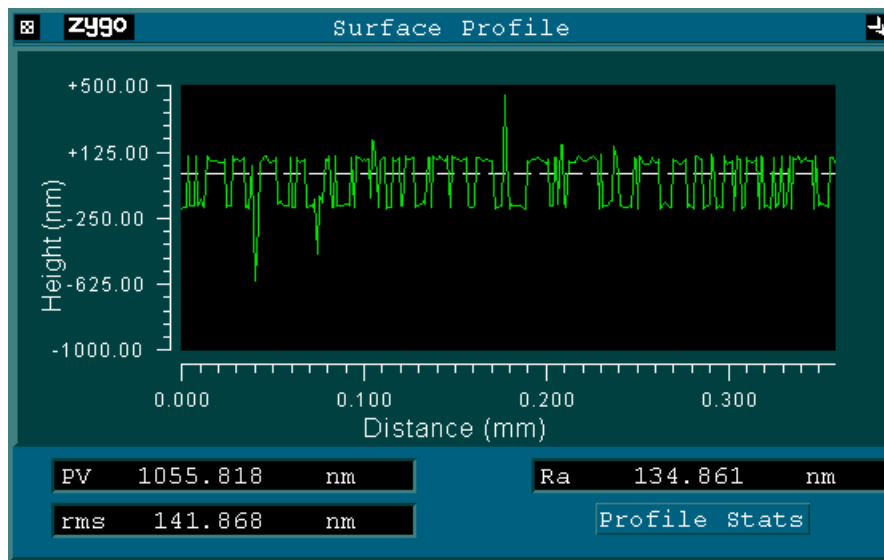 zygo Surface Profile
+500.00
+125.00
-250.00
-625.00
-1000.00
Height (nm)
0.000 0.100 0.200 0.300
Distance (mm)
PV 1055.818 nm Ra 134.861 nm
rms 141.868 nm Profile Stats